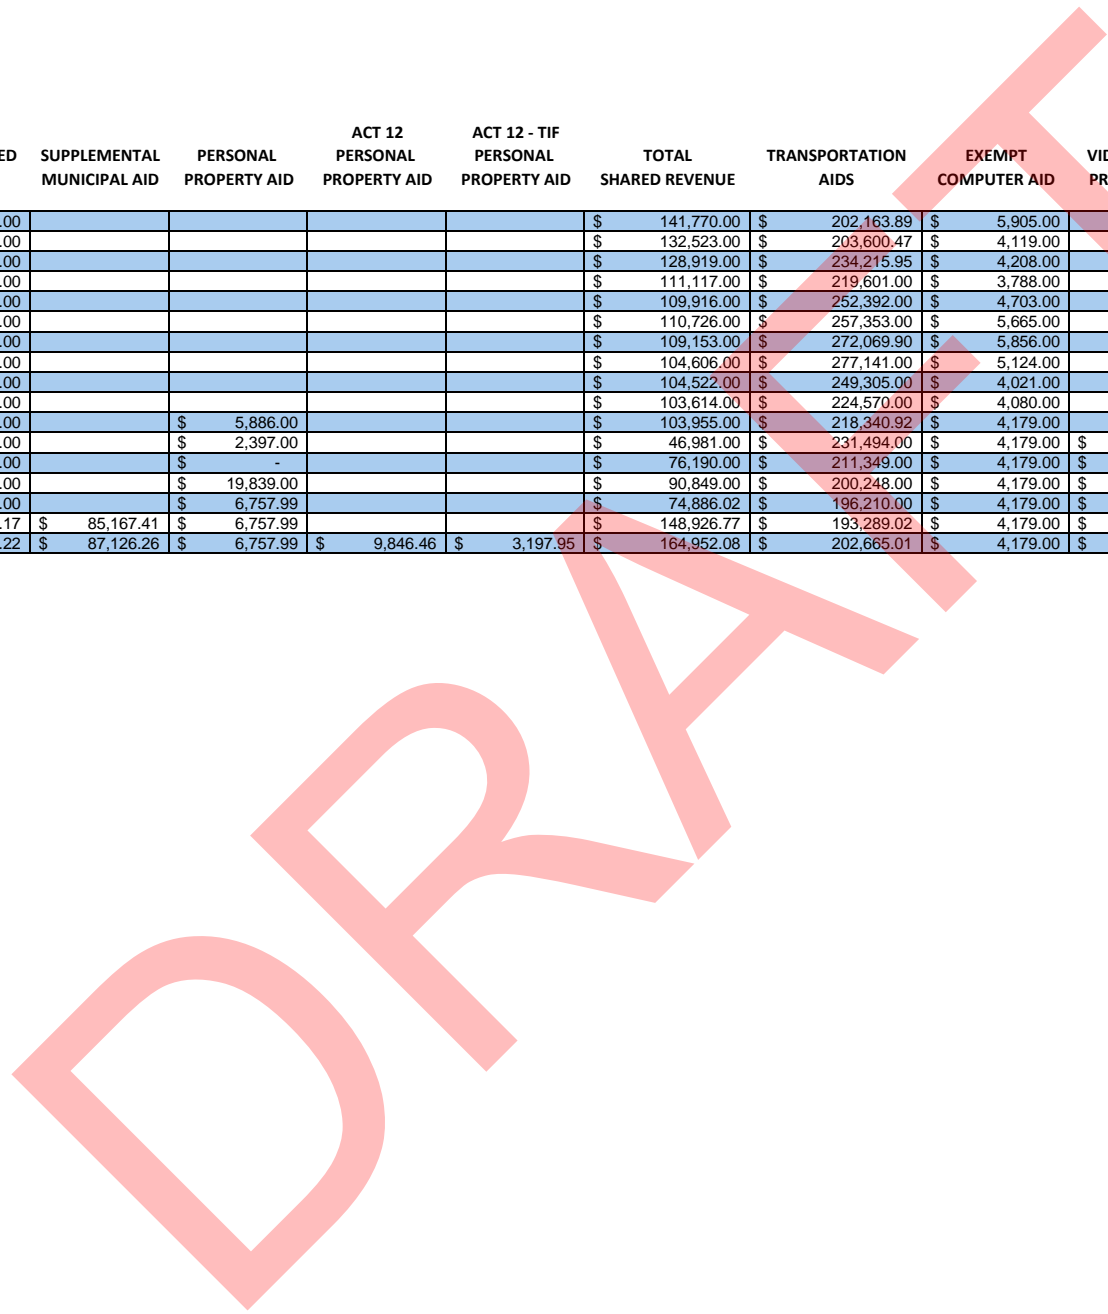 ACT 12 ACT 12 - TIF
ED SUPPLEMENTAL PERSONAL PERSONAL PERSONAL TOTAL TRANSPORTATION EXEMPT VID
MUNICIPAL AID PROPERTY AID PROPERTY AID PROPERTY AID SHARED REVENUE AIDS COMPUTER AID PR
.00 $ 141,770.00 $ 202,163.89 $ 5,905.00
.00 $ 132,523.00 $ 203,600.47 $ 4,119.00
.00 $ 128,919.00 $ 234,215.95 $ 4,208.00
.00 $ 111,117.00 $ 219,601.00 $ 3,788.00
.00 $ 109,916.00 $ 252,392.00 $ 4,703.00
.00 $ 110,726.00 $ 257,353.00 $ 5,665.00
.00 $ 109,153.00 $ 272,069.90 $ 5,856.00
.00 $ 104,606.00 $ 277,141.00 $ 5,124.00
.00 $ 104,522.00 $ 249,305.00 $ 4,021.00
.00 $ 103,614.00 $ 224,570.00 $ 4,080.00
.00 $ 5,886.00 $ 103,955.00 $ 218,340.92 $ 4,179.00
.00 $ 2,397.00 $ 46,981.00 $ 231,494.00 $ 4,179.00 $
.00 $ - $ 76,190.00 $ 211,349.00 $ 4,179.00 $
.00 $ 19,839.00 $ 90,849.00 $ 200,248.00 $ 4,179.00 $
.00 $ 6,757.99 $ 74,886.02 $ 196,210.00 $ 4,179.00 $
.17 $ 85,167.41 $ 6,757.99 $ 148,926.77 $ 193,289.02 $ 4,179.00 $
.22 $ 87,126.26 $ 6,757.99 $ 9,846.46 $ 3,197.95 $ 164,952.08 $ 202,665.01 $ 4,179.00 $
DRAFT